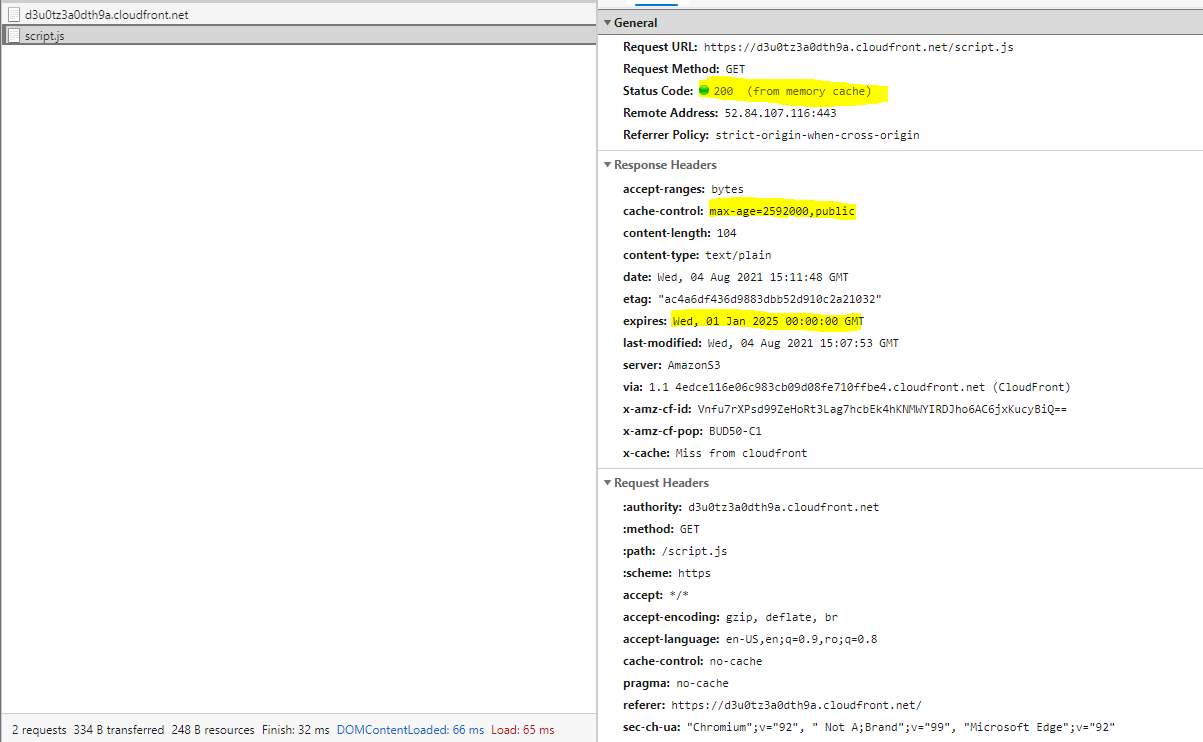 d3u0tz3a0dth9a.cloudfront.net
script.js
2 requests 334 B transferred 248 B resources Finish: 32 ms DOMContentLoaded: 66 ms Load: 65 ms
General
Request URL: https://d3u0tz3a0dth9a.cloudfront.net/script.js
Request Method: GET
Status Code: 200 (from memory cache)
Remote Address: 52.84.107.116:443
Referrer Policy: strict-origin-when-cross-origin
Response Headers
accept-ranges: bytes
cache-control: max-age=2592000,public
content-length: 104
content-type: text/plain
date: Wed, 04 Aug 2021 15:11:48 GMT
etag: "ac4a6df436d9883dbb52d910c2a21032"
expires: Wed, 01 Jan 2025 00:00:00 GMT
last-modified: Wed, 04 Aug 2021 15:07:53 GMT
server: AmazonS3
via: 1.1 4edce116e06c983cb09d08fe710ffbe4.cloudfront.net (CloudFront)
x-amz-cf-id: Vnfu7rXPsd99ZeHoRt3Lag7hcbEk4hKNMWYIRDJho6AC6jxKucyBiQ==
x-amz-cf-pop: BUD50-C1
x-cache: Miss from cloudfront
Request Headers
:authority: d3u0tz3a0dth9a.cloudfront.net
:method: GET
:path: /script.js
:scheme: https
accept: */*
accept-encoding: gzip, deflate, br
accept-language: en-US,en;q=0.9,ro;q=0.8
cache-control: no-cache
pragma: no-cache
referer: https://d3u0tz3a0dth9a.cloudfront.net/
sec-ch-ua: "Chromium";v="92", " Not A;Brand";v="99", "Microsoft Edge";v="92"